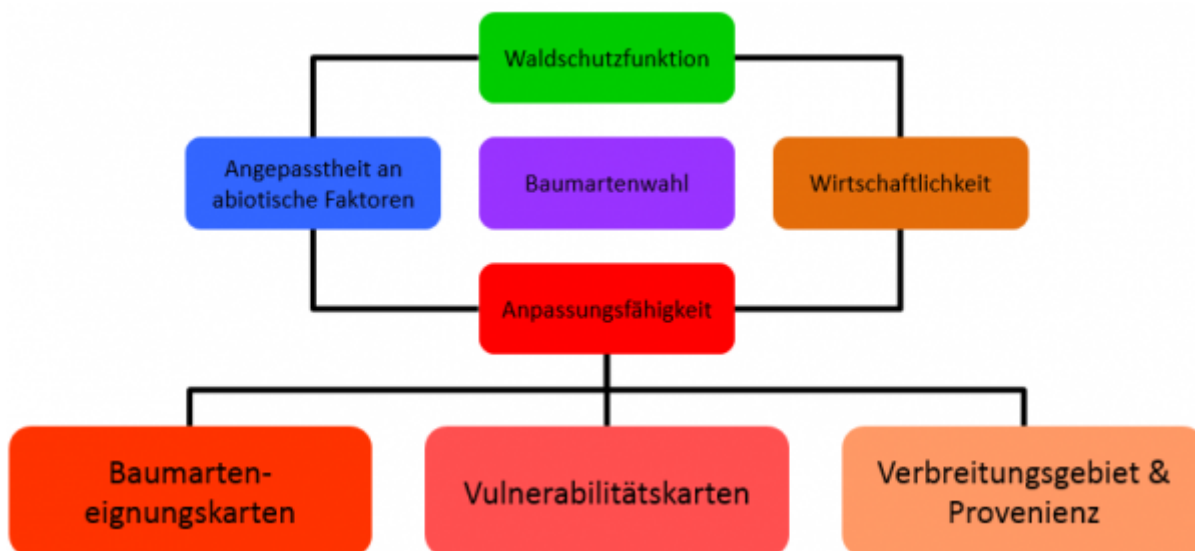 Waldschutzfunktion
Angepasstheit an
abiotische Faktoren
Baumartenwahl
Wirtschaftlichkeit
Anpassungsfähigkeit
Baumarten-
eignungskarten
Vulnerabilitätskarten
Verbreitungsgebiet &
Provenienz